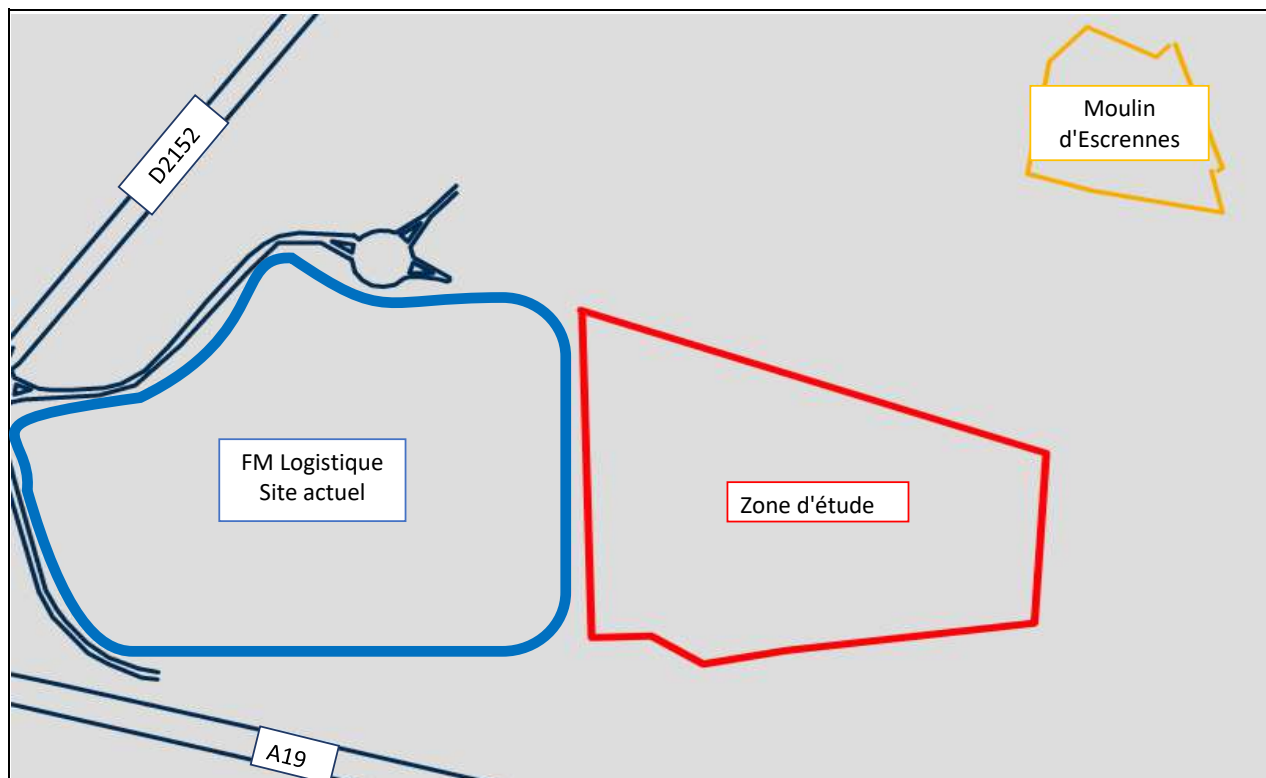 Moulin
d'Escrennes
D2152
FM Logistique
Site actuel
Zone d'étude
A19